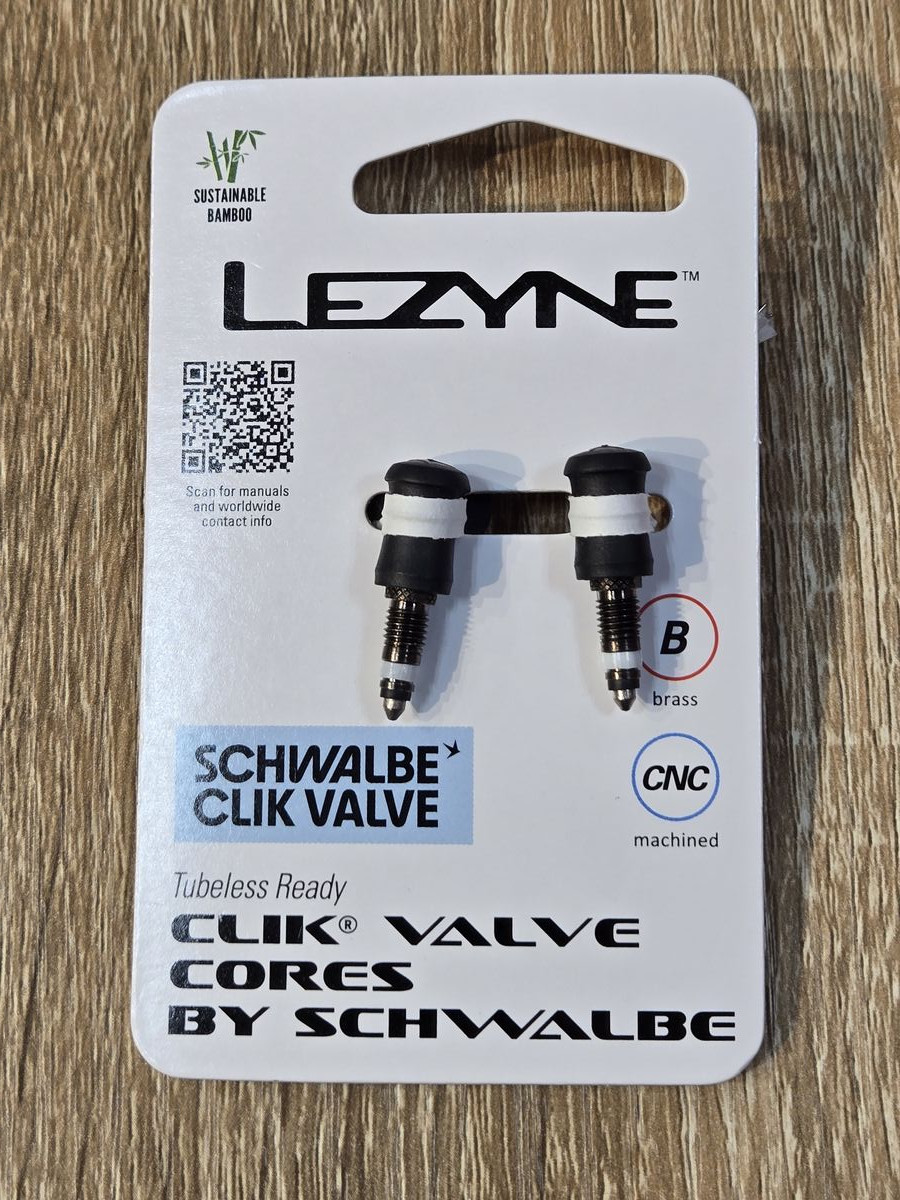 SUSTAINABLE
BAMBOO
LEZYNE™
Scan for manuals
and worldwide
contact info
B
brass
SCHWALBE
CLIK VALVE
CNC
machined
Tubeless Ready
CLIK® VALVE
CORES
BY SCHWALBE